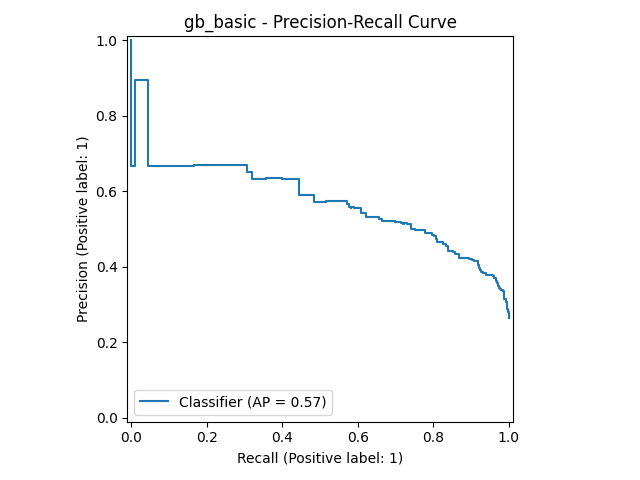 gb_basic - Precision-Recall Curve
1.0
0.8
0.6
0.4
0.2
0.0
Precision (Positive label: 1)
Classifier (AP = 0.57)
0.0 0.2 0.4 0.6 0.8 1.0
Recall (Positive label: 1)